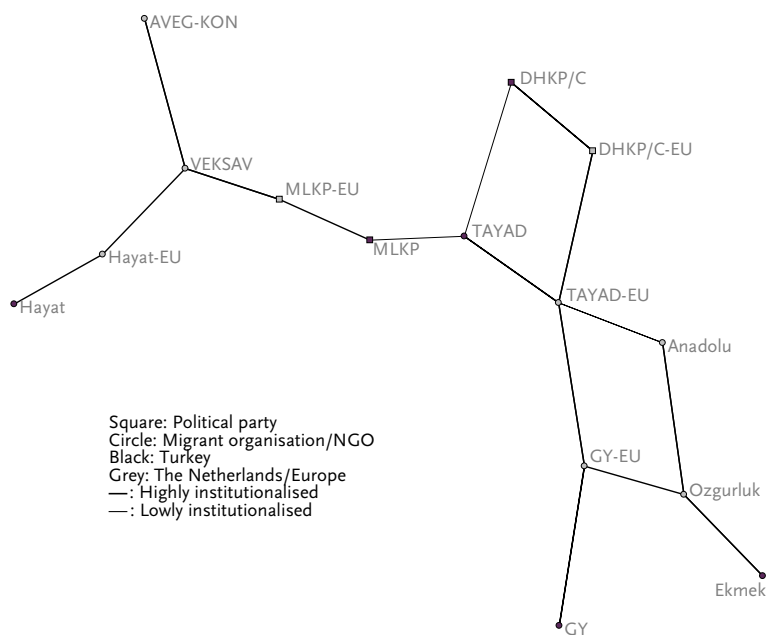 AVEG-KON
DHKP/C
DHKP/C-EU
VEKSAV
MLKP-EU
TAYAD
MLKP
Hayat-EU
TAYAD-EU
Hayat
Anadolu
Square: Political party
Circle: Migrant organisation/NGO
Black: Turkey
Grey: The Netherlands/Europe
—: Highly institutionalised
—: Lowly institutionalised
GY-EU
Ozgurluk
Ekmek
GY